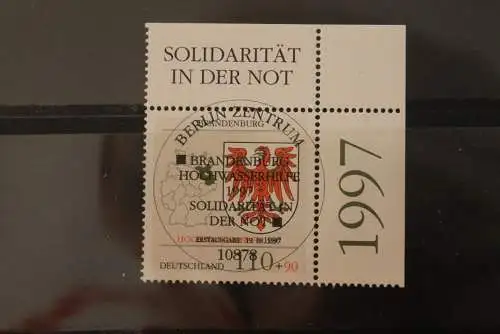 SOLIDARITÄT
IN DER NOT
1997
BERLIN ZENTRUM
BRANDENBURG
BRANDENBURG
HOCHWASSERHILFE
1997
SOLIDARITÄT IN
DER NOT
ERSTAUSGABE
10878
110+90
DEUTSCHLAND